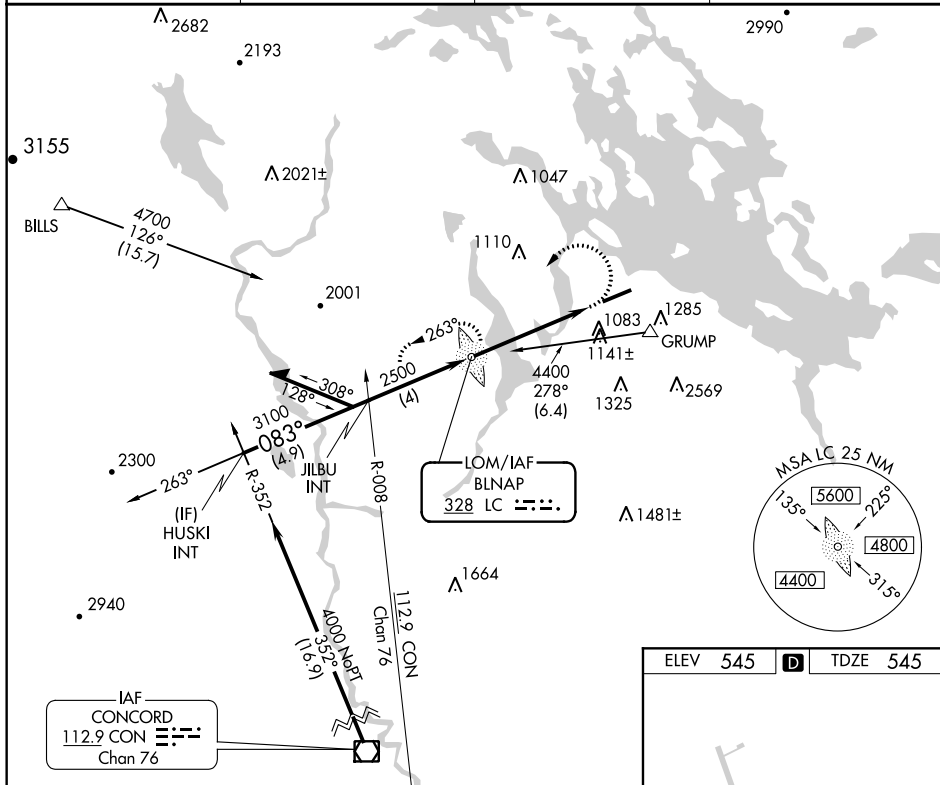 2682
2990
2193
3155
2021±
1047
BILLS
4700
126°
(15.7)
1110
2001
263°
1083
1285
GRUMP
1141±
4400
278°
(6.4)
1325
2569
2500
(4)
308°
128°
3100
083°
(4.9)
JILBU
INT
2300
263°
R-352
(IF)
HUSKI
INT
R-008
LOM/IAF
BLNAP
328 LC
MSA LC 25 NM
5600
135°
225°
4800
4400
315°
1481±
1664
2940
112.9 CON
Chan 76
4000 NoPT
352°
(16.9)
IAF
CONCORD
112.9 CON
Chan 76
ELEV 545 D TDZE 545